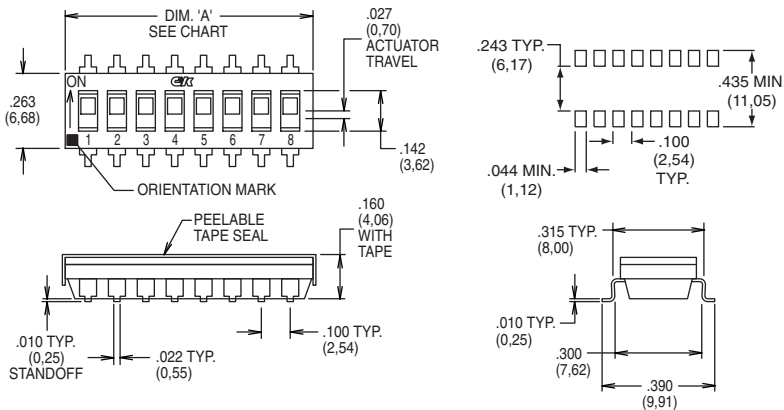 DIM. 'A'
SEE CHART
.027
(0,70)
ACTUATOR
TRAVEL
ON
CK
.263
(6,68)
1 2 3 4 5 6 7 8
.142
(3,62)
ORIENTATION MARK
.243 TYP.
(6,17)
.435 MIN
(11,05)
.100
(2,54)
TYP.
.044 MIN.
(1,12)
PEELABLE
TAPE SEAL
.160
(4,06)
WITH
TAPE
.010 TYP.
(0,25)
STANDOFF
.022 TYP.
(0,55)
.100 TYP.
(2,54)
.315 TYP.
(8,00)
.010 TYP.
(0,25)
.300
(7,62)
.390
(9,91)